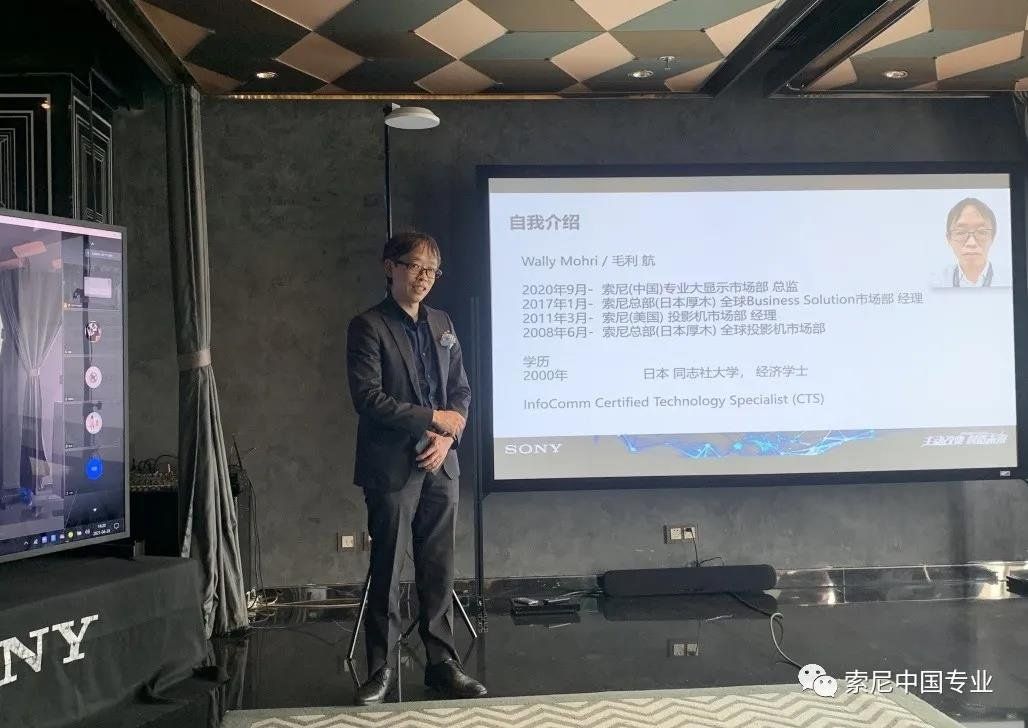 自我介绍
Wally Mohri / 毛利 航
2020年9月- 索尼(中国)专业大显示市场部 总监
2017年1月- 索尼总部(日本厚木) 全球Business Solution市场部 经理
2011年3月- 索尼(美国) 投影机市场部 经理
2008年6月- 索尼总部(日本厚木) 全球投影机市场部
学历
2000年 日本 同志社大学， 经济学士
InfoComm Certified Technology Specialist (CTS)
SONY
NY
索尼中国专业